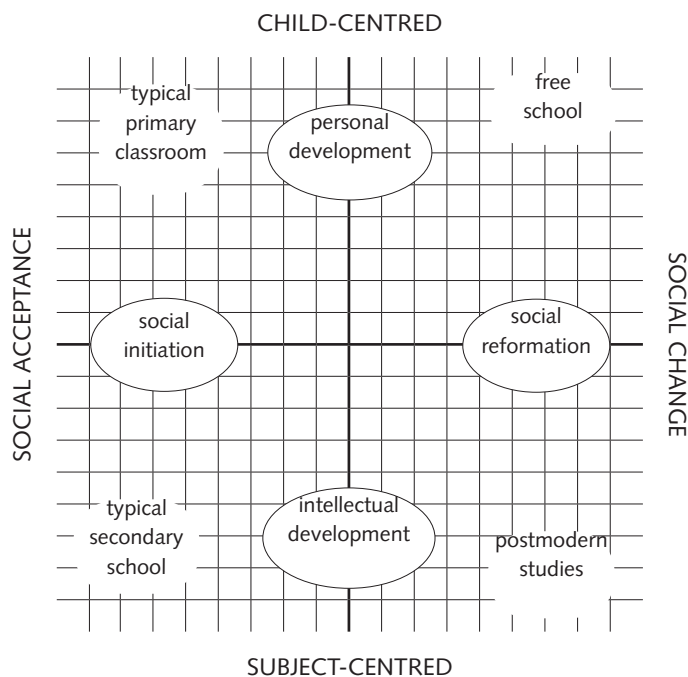 CHILD-CENTRED
typical
primary
classroom
personal
development
free
school
SOCIAL ACCEPTANCE
social
initiation
social
reformation
SOCIAL CHANGE
typical
secondary
school
intellectual
development
postmodern
studies
SUBJECT-CENTRED